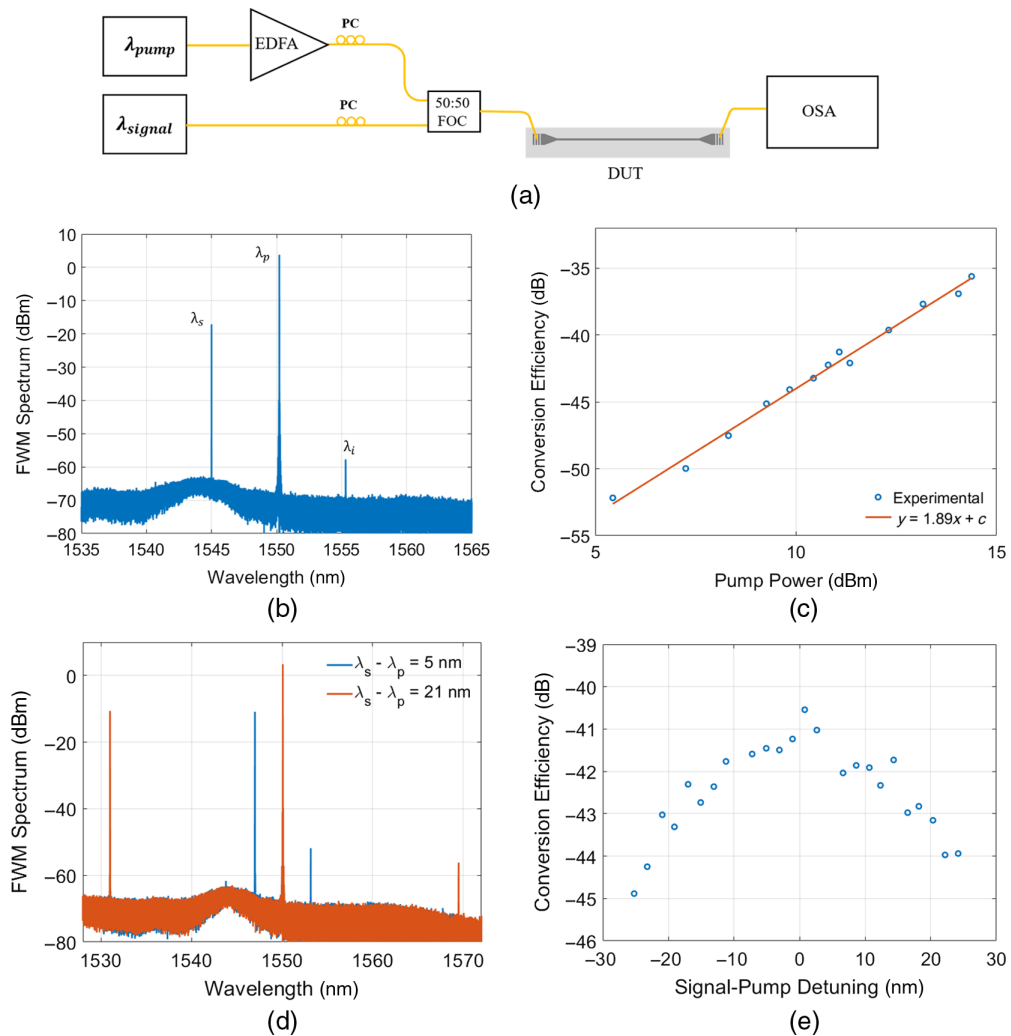 λpump
EDFA
PC
λsignal
PC
50:50
FOC
DUT
OSA
(a)
FWM Spectrum (dBm)
10
0
−10
−20
−30
−40
−50
−60
−70
−80
λs
λp
λi
1535
1540
1545
1550
1555
1560
1565
Wavelength (nm)
(b)
Conversion Efficiency (dB)
−35
−40
−45
−50
−55
Experimental
y = 1.89x + c
5
10
15
Pump Power (dBm)
(c)
FWM Spectrum (dBm)
0
−20
−40
−60
−80
λs - λp = 5 nm
λs - λp = 21 nm
1530
1540
1550
1560
1570
Wavelength (nm)
(d)
Conversion Efficiency (dB)
−39
−40
−41
−42
−43
−44
−45
−46
−30
−20
−10
0
10
20
30
Signal-Pump Detuning (nm)
(e)